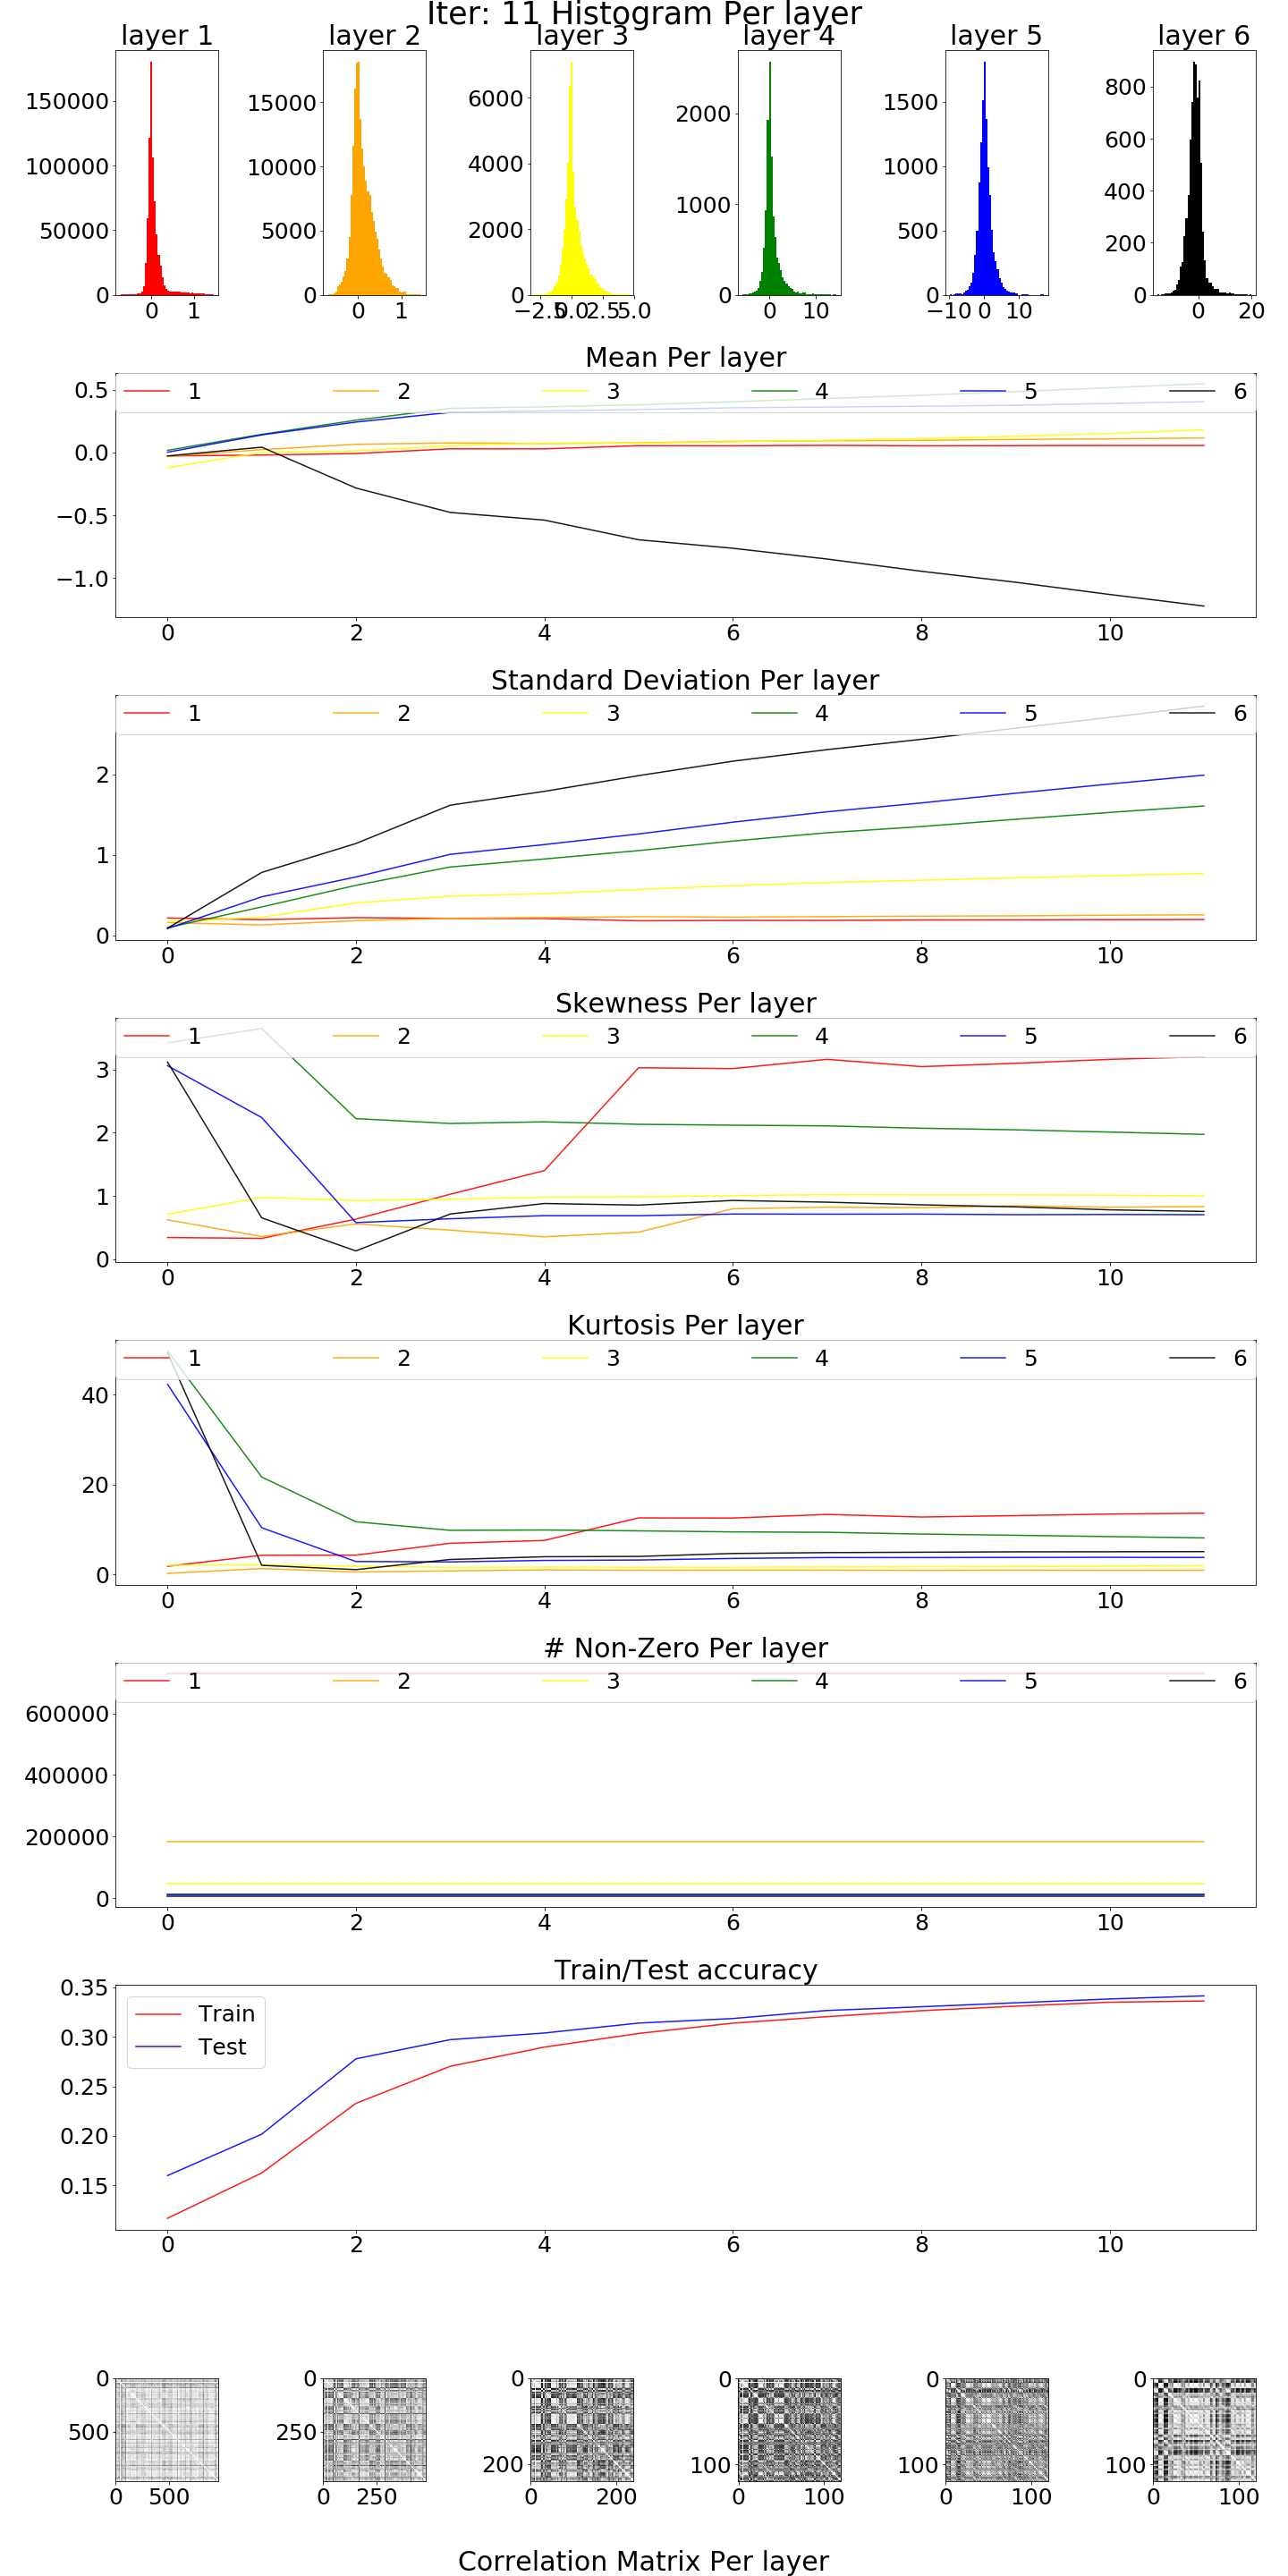 Iter: 11 Histogram Per layer
layer 1 layer 2 layer 3 layer 4 layer 5 layer 6
150000 100000 50000 0
0 1
15000 10000 5000 0
0 1
6000 4000 2000 0
−2.5 0.0 2.5 5.0
2000 1000 0
0 10
1500 1000 500 0
−10 0 10
800 600 400 200 0
0 20
Mean Per layer
1 2 3 4 5 6
0.5
0.0
−0.5
−1.0
0 2 4 6 8 10
Standard Deviation Per layer
1 2 3 4 5 6
2
1
0
0 2 4 6 8 10
Skewness Per layer
1 2 3 4 5 6
3
2
1
0
0 2 4 6 8 10
Kurtosis Per layer
1 2 3 4 5 6
40
20
0
0 2 4 6 8 10
# Non-Zero Per layer
1 2 3 4 5 6
600000
400000
200000
0
0 2 4 6 8 10
Train/Test accuracy
0.35
Train
0.30
Test
0.25
0.20
0.15
0 2 4 6 8 10
0 0 0 0 0 0
500 250 200 100 100 100
0 500 0 250 0 200 0 100 0 100 0 100
Correlation Matrix Per layer